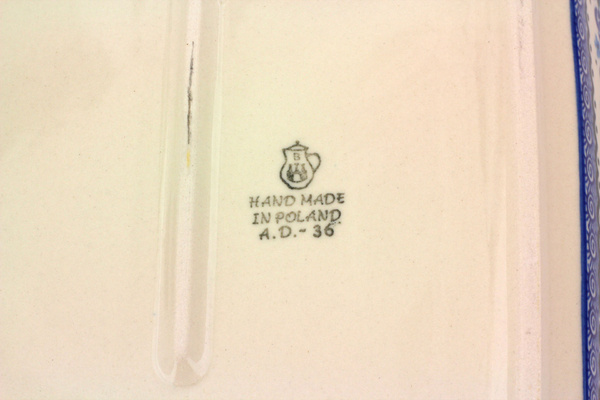 B
HAND MADE
IN POLAND
A.D.- 36